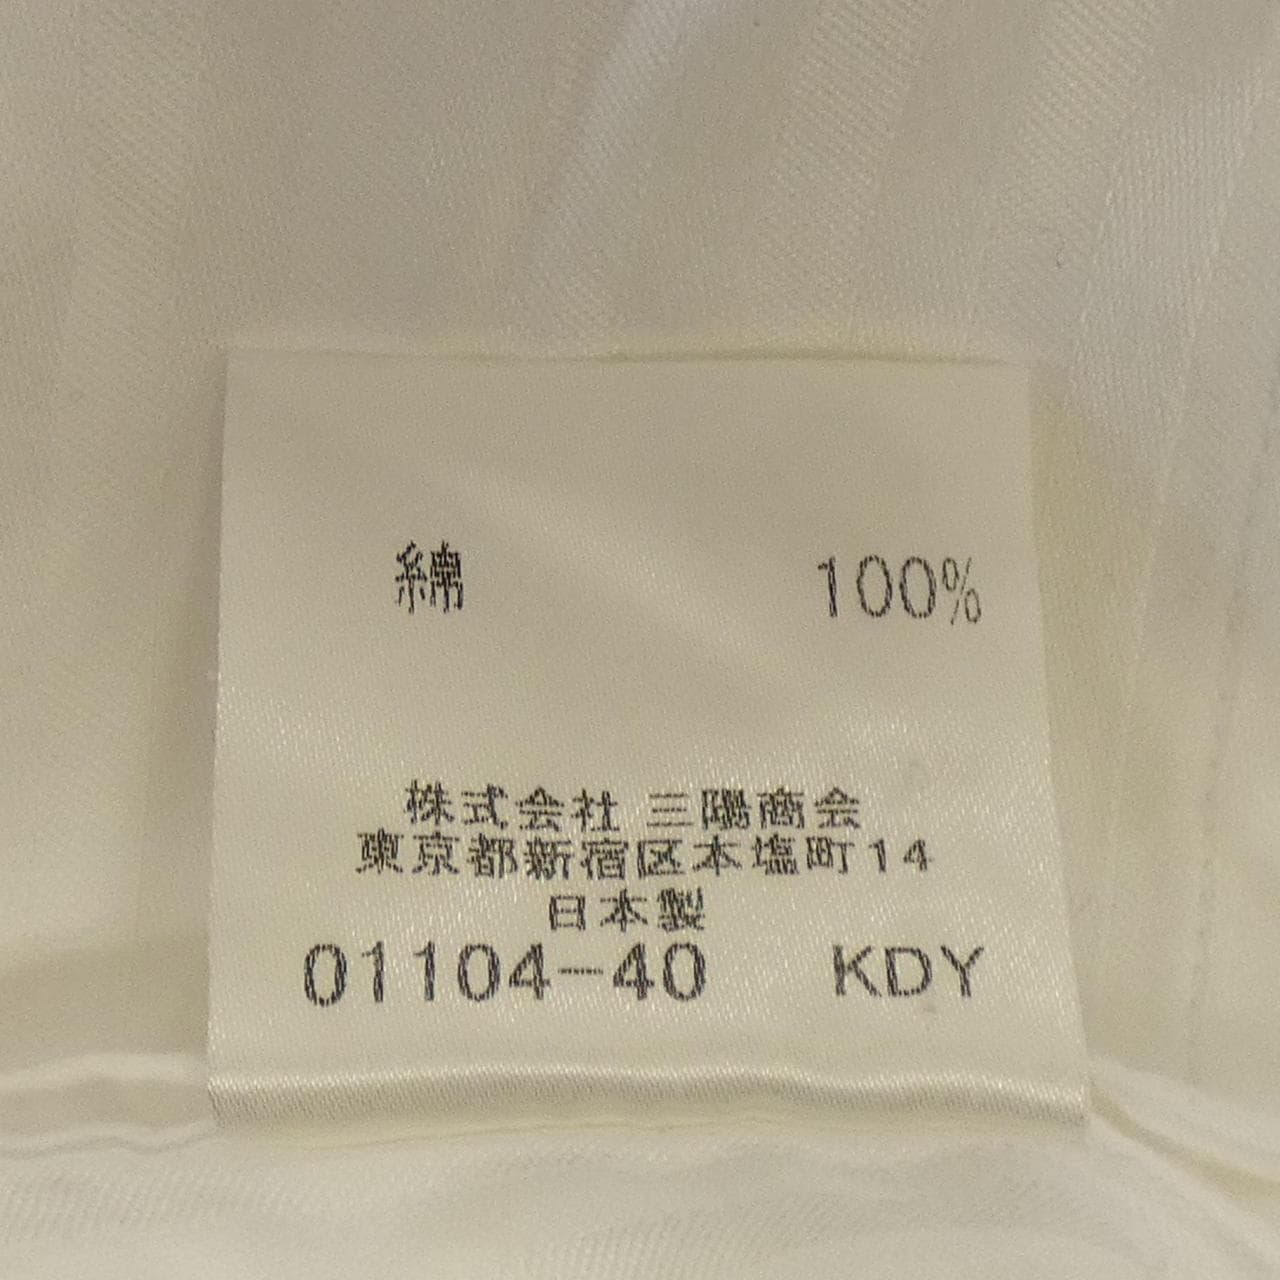 綿 100%
株式会社 三陽商会
東京都新宿区本塩町14
日本製
01104-40 KDY